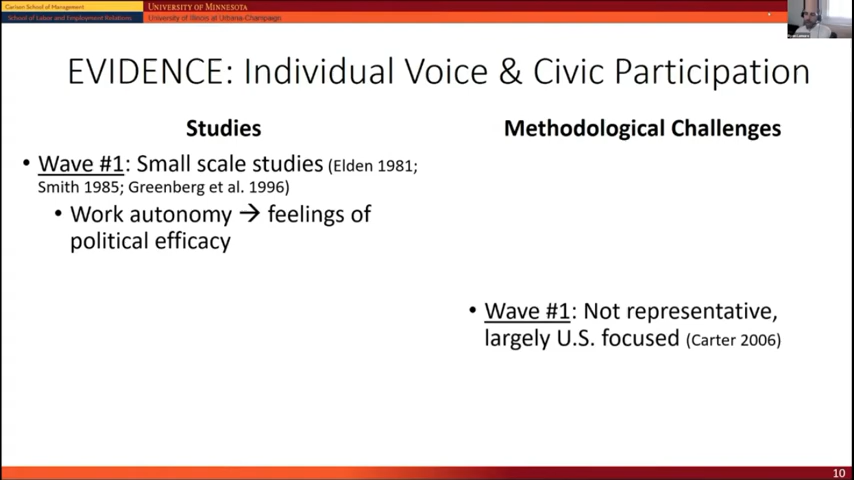 Carlson School of Management
UNIVERSITY OF MINNESOTA
School of Labor and Employment Relations
University of Illinois at Urbana-Champaign
EVIDENCE: Individual Voice & Civic Participation
Studies
• Wave #1: Small scale studies (Elden 1981;
Smith 1985; Greenberg et al. 1996)
• Work autonomy → feelings of
political efficacy
Methodological Challenges
• Wave #1: Not representative,
largely U.S. focused (Carter 2006)
10